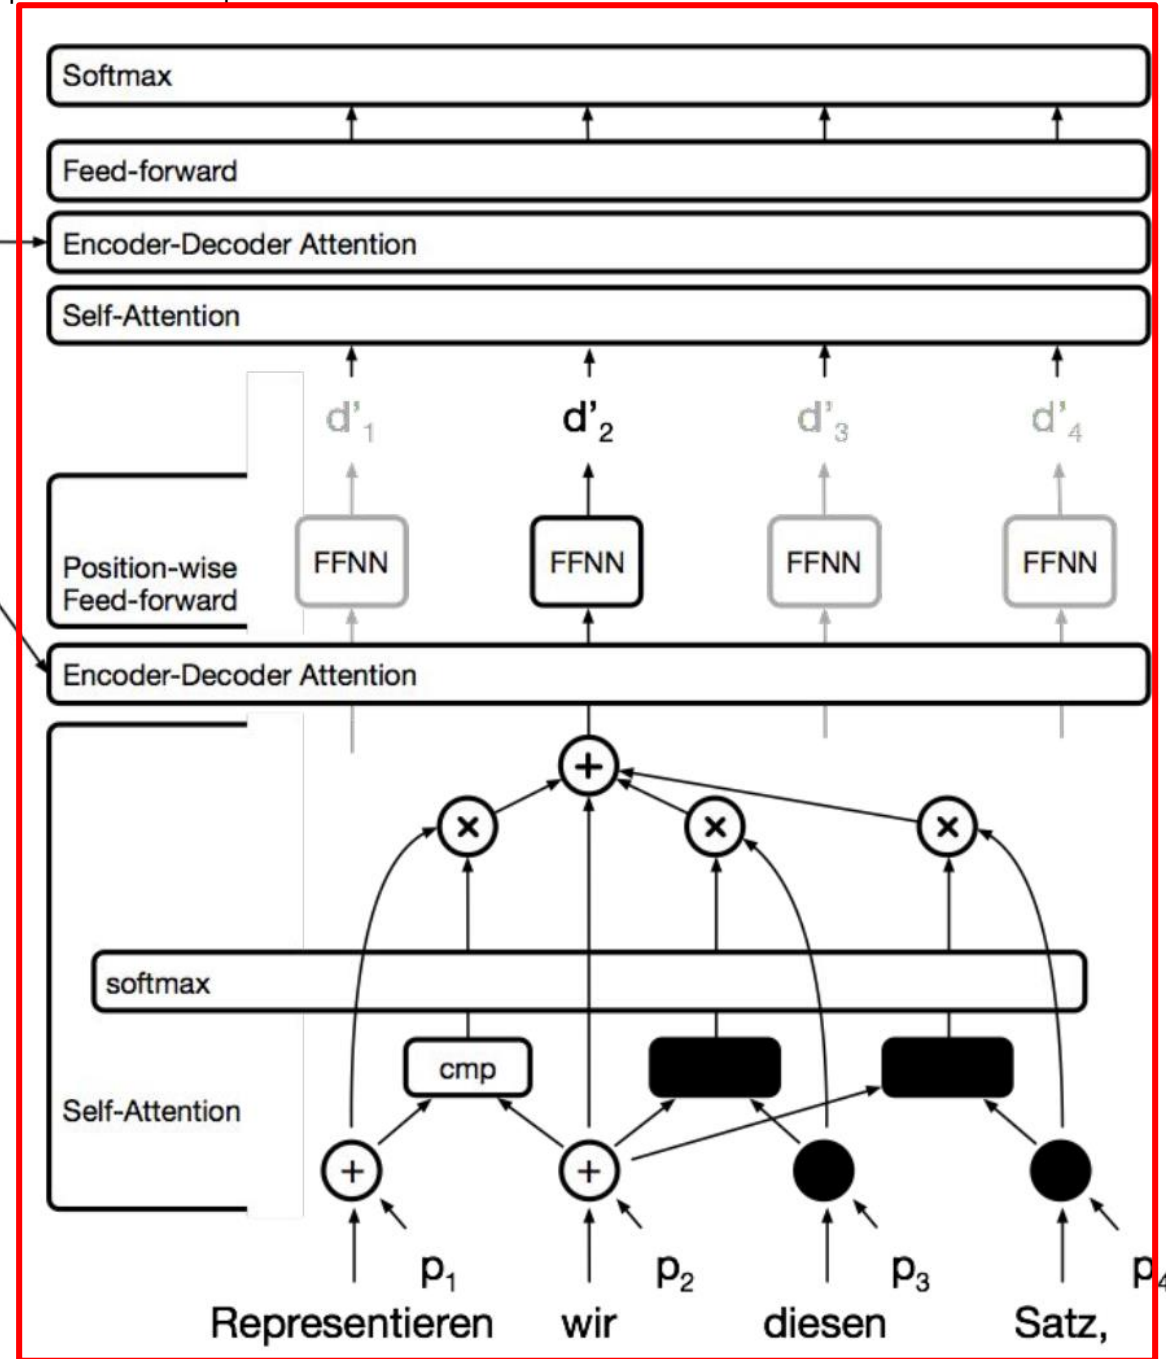 Softmax
Feed-forward
Encoder-Decoder Attention
Self-Attention
d'1 d'2 d'3 d'4
FFNN FFNN FFNN FFNN
Position-wise
Feed-forward
Encoder-Decoder Attention
+
× × ×
softmax
cmp
Self-Attention
+ +
p1 p2 p3 p4
Representieren wir diesen Satz,